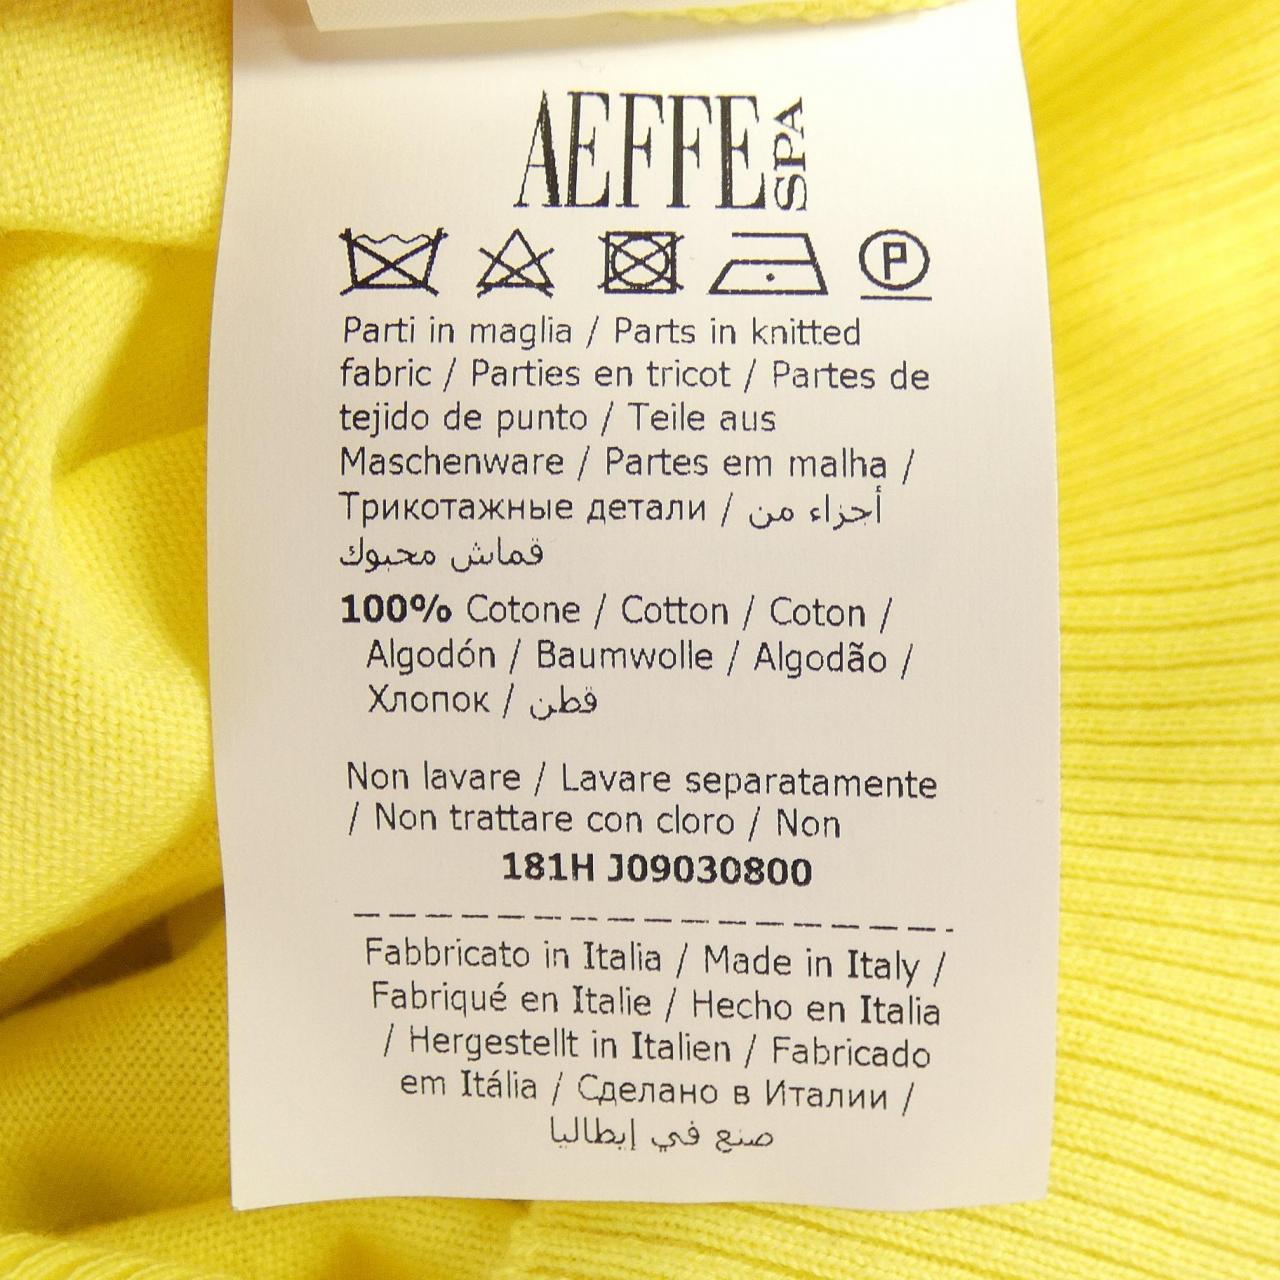 AEFFE SPA
P
Parti in maglia / Parts in knitted
fabric / Parties en tricot / Partes de
tejido de punto / Teile aus
Maschenware / Partes em malha /
Трикотажные детали / أجزاء من
قماش محبوك
100% Cotone / Cotton / Coton /
Algodón / Baumwolle / Algodão /
Хлопок / قطن
Non lavare / Lavare separatamente
/ Non trattare con cloro / Non
181H J09030800
Fabbricato in Italia / Made in Italy /
Fabriqué en Italie / Hecho en Italia
/ Hergestellt in Italien / Fabricado
em Itália / Сделано в Италии /
صنع في إيطاليا